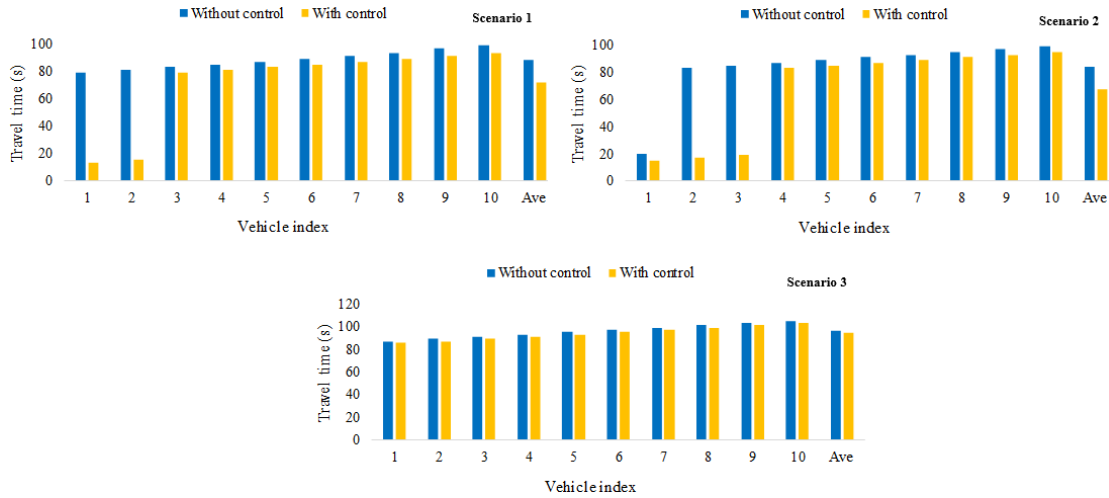 Without control With control
Scenario 1
Travel time (s)
100
80
60
40
20
0
1 2 3 4 5 6 7 8 9 10 Ave
Vehicle index
Without control With control
Scenario 2
Travel time (s)
100
80
60
40
20
0
1 2 3 4 5 6 7 8 9 10 Ave
Vehicle index
Without control With control
Scenario 3
Travel time (s)
120
100
80
60
40
20
0
1 2 3 4 5 6 7 8 9 10 Ave
Vehicle index